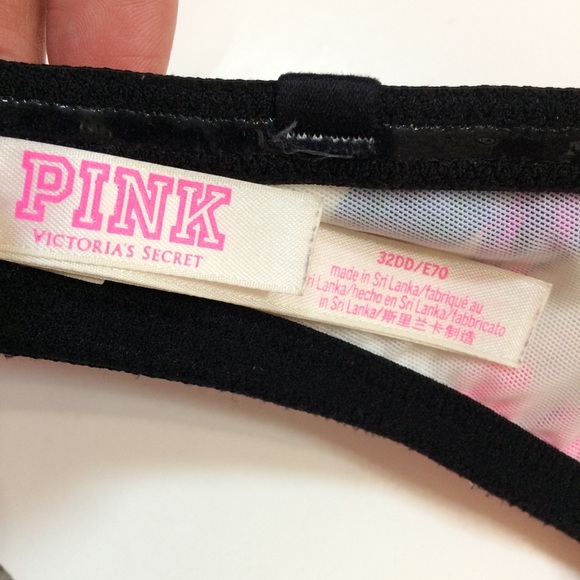 PINK
VICTORIA'S SECRET
32DD/E70
made in Sri Lanka/fabriqué au
ri Lanka/hecho en Sri Lanka/fabbricato
in Sri Lanka/斯里兰卡制造